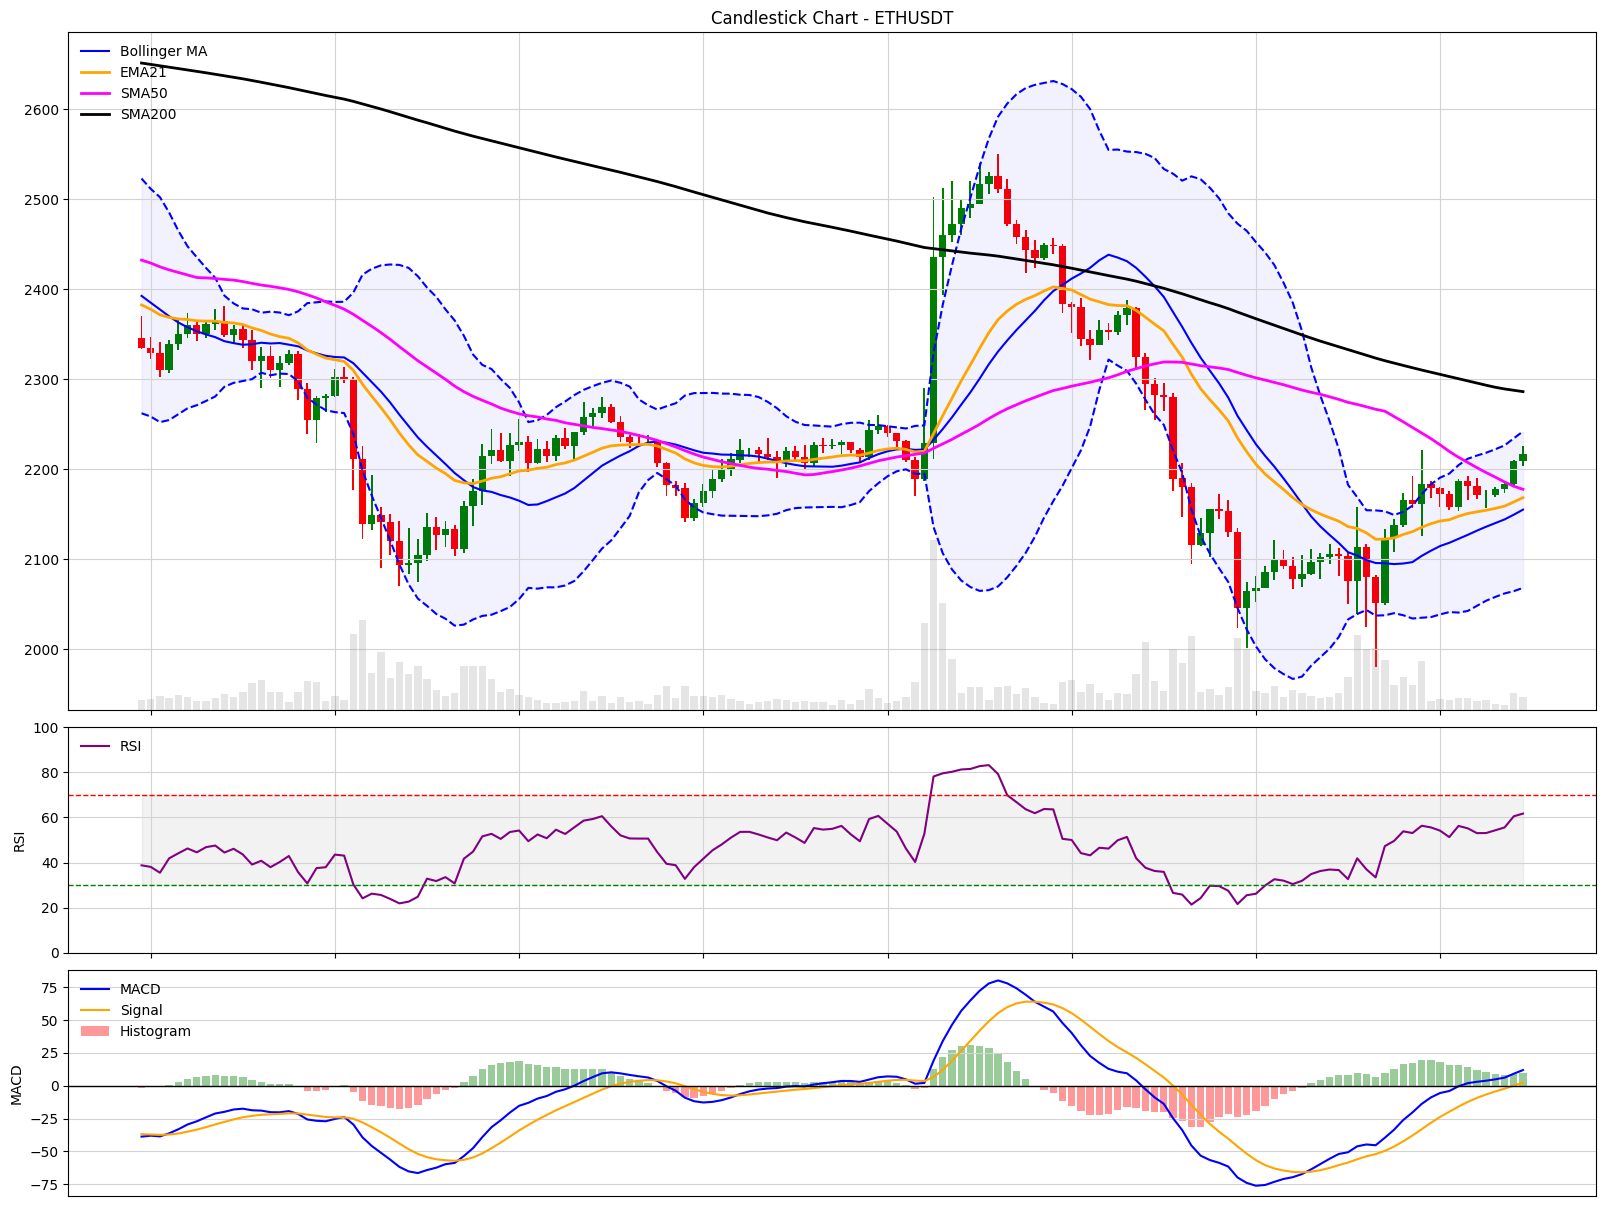 Candlestick Chart - ETHUSDT
Bollinger MA
EMA21
SMA50
SMA200
2600
2500
2400
2300
2200
2100
2000
RSI
100
80
60
40
20
0
RSI
MACD
Signal
Histogram
75
50
25
0
−25
−50
−75
MACD